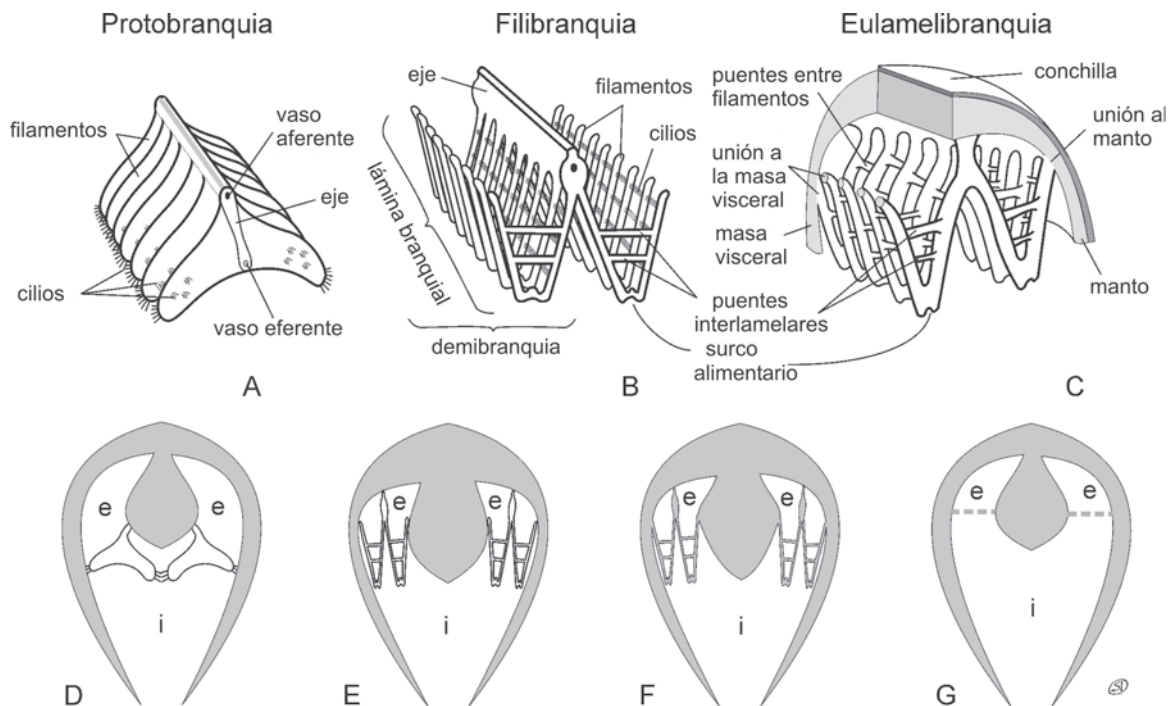 Protobranquia
Filibranquia
Eulamelibranquia
filamentos
vaso
aferente
eje
cilios
vaso eferente
A
eje
filamentos
cilios
lámina branquial
demibranquia
B
puentes entre
filamentos
conchilla
unión al
manto
unión a
la masa
visceral
masa
visceral
manto
puentes
interlamelares
surco
alimentario
C
e
e
i
D
e
e
i
E
e
e
i
F
e
e
i
G